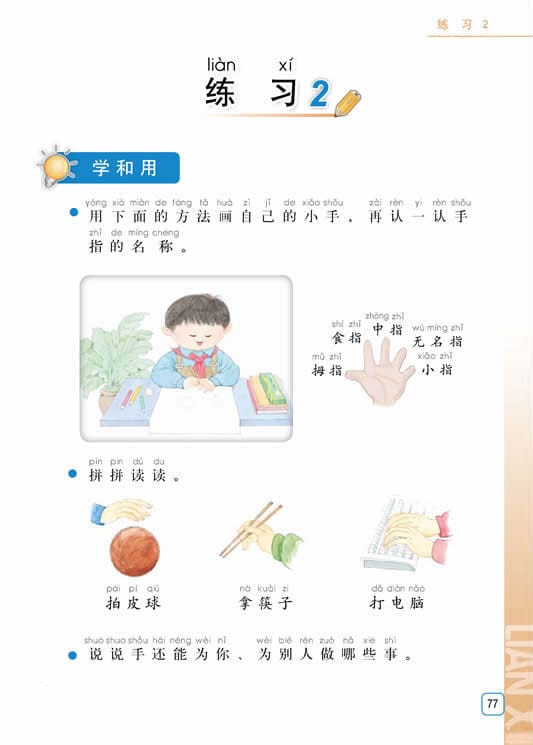 练 习 2
liàn xí
练 习 2
学和用
yòng xià miàn de fāng fǎ huà zì jǐ de xiǎo shǒu zài rèn yi rèn shǒu
用下面的方法画自己的小手，再认一认手
zhǐ de míng chēng
指的名称。
zhōng zhǐ
中指
shí zhǐ
食指
wú míng zhǐ
无名指
mǔ zhǐ
拇指
xiǎo zhǐ
小指
pīn pin dú du
拼拼读读。
pāi pí qiú
拍皮球
ná kuài zi
拿筷子
dǎ diàn nǎo
打电脑
shuō shuo shǒu hái néng wèi nǐ wèi bié rén zuò nǎ xiē shì
说说手还能为你、为别人做哪些事。
77
LIAN X